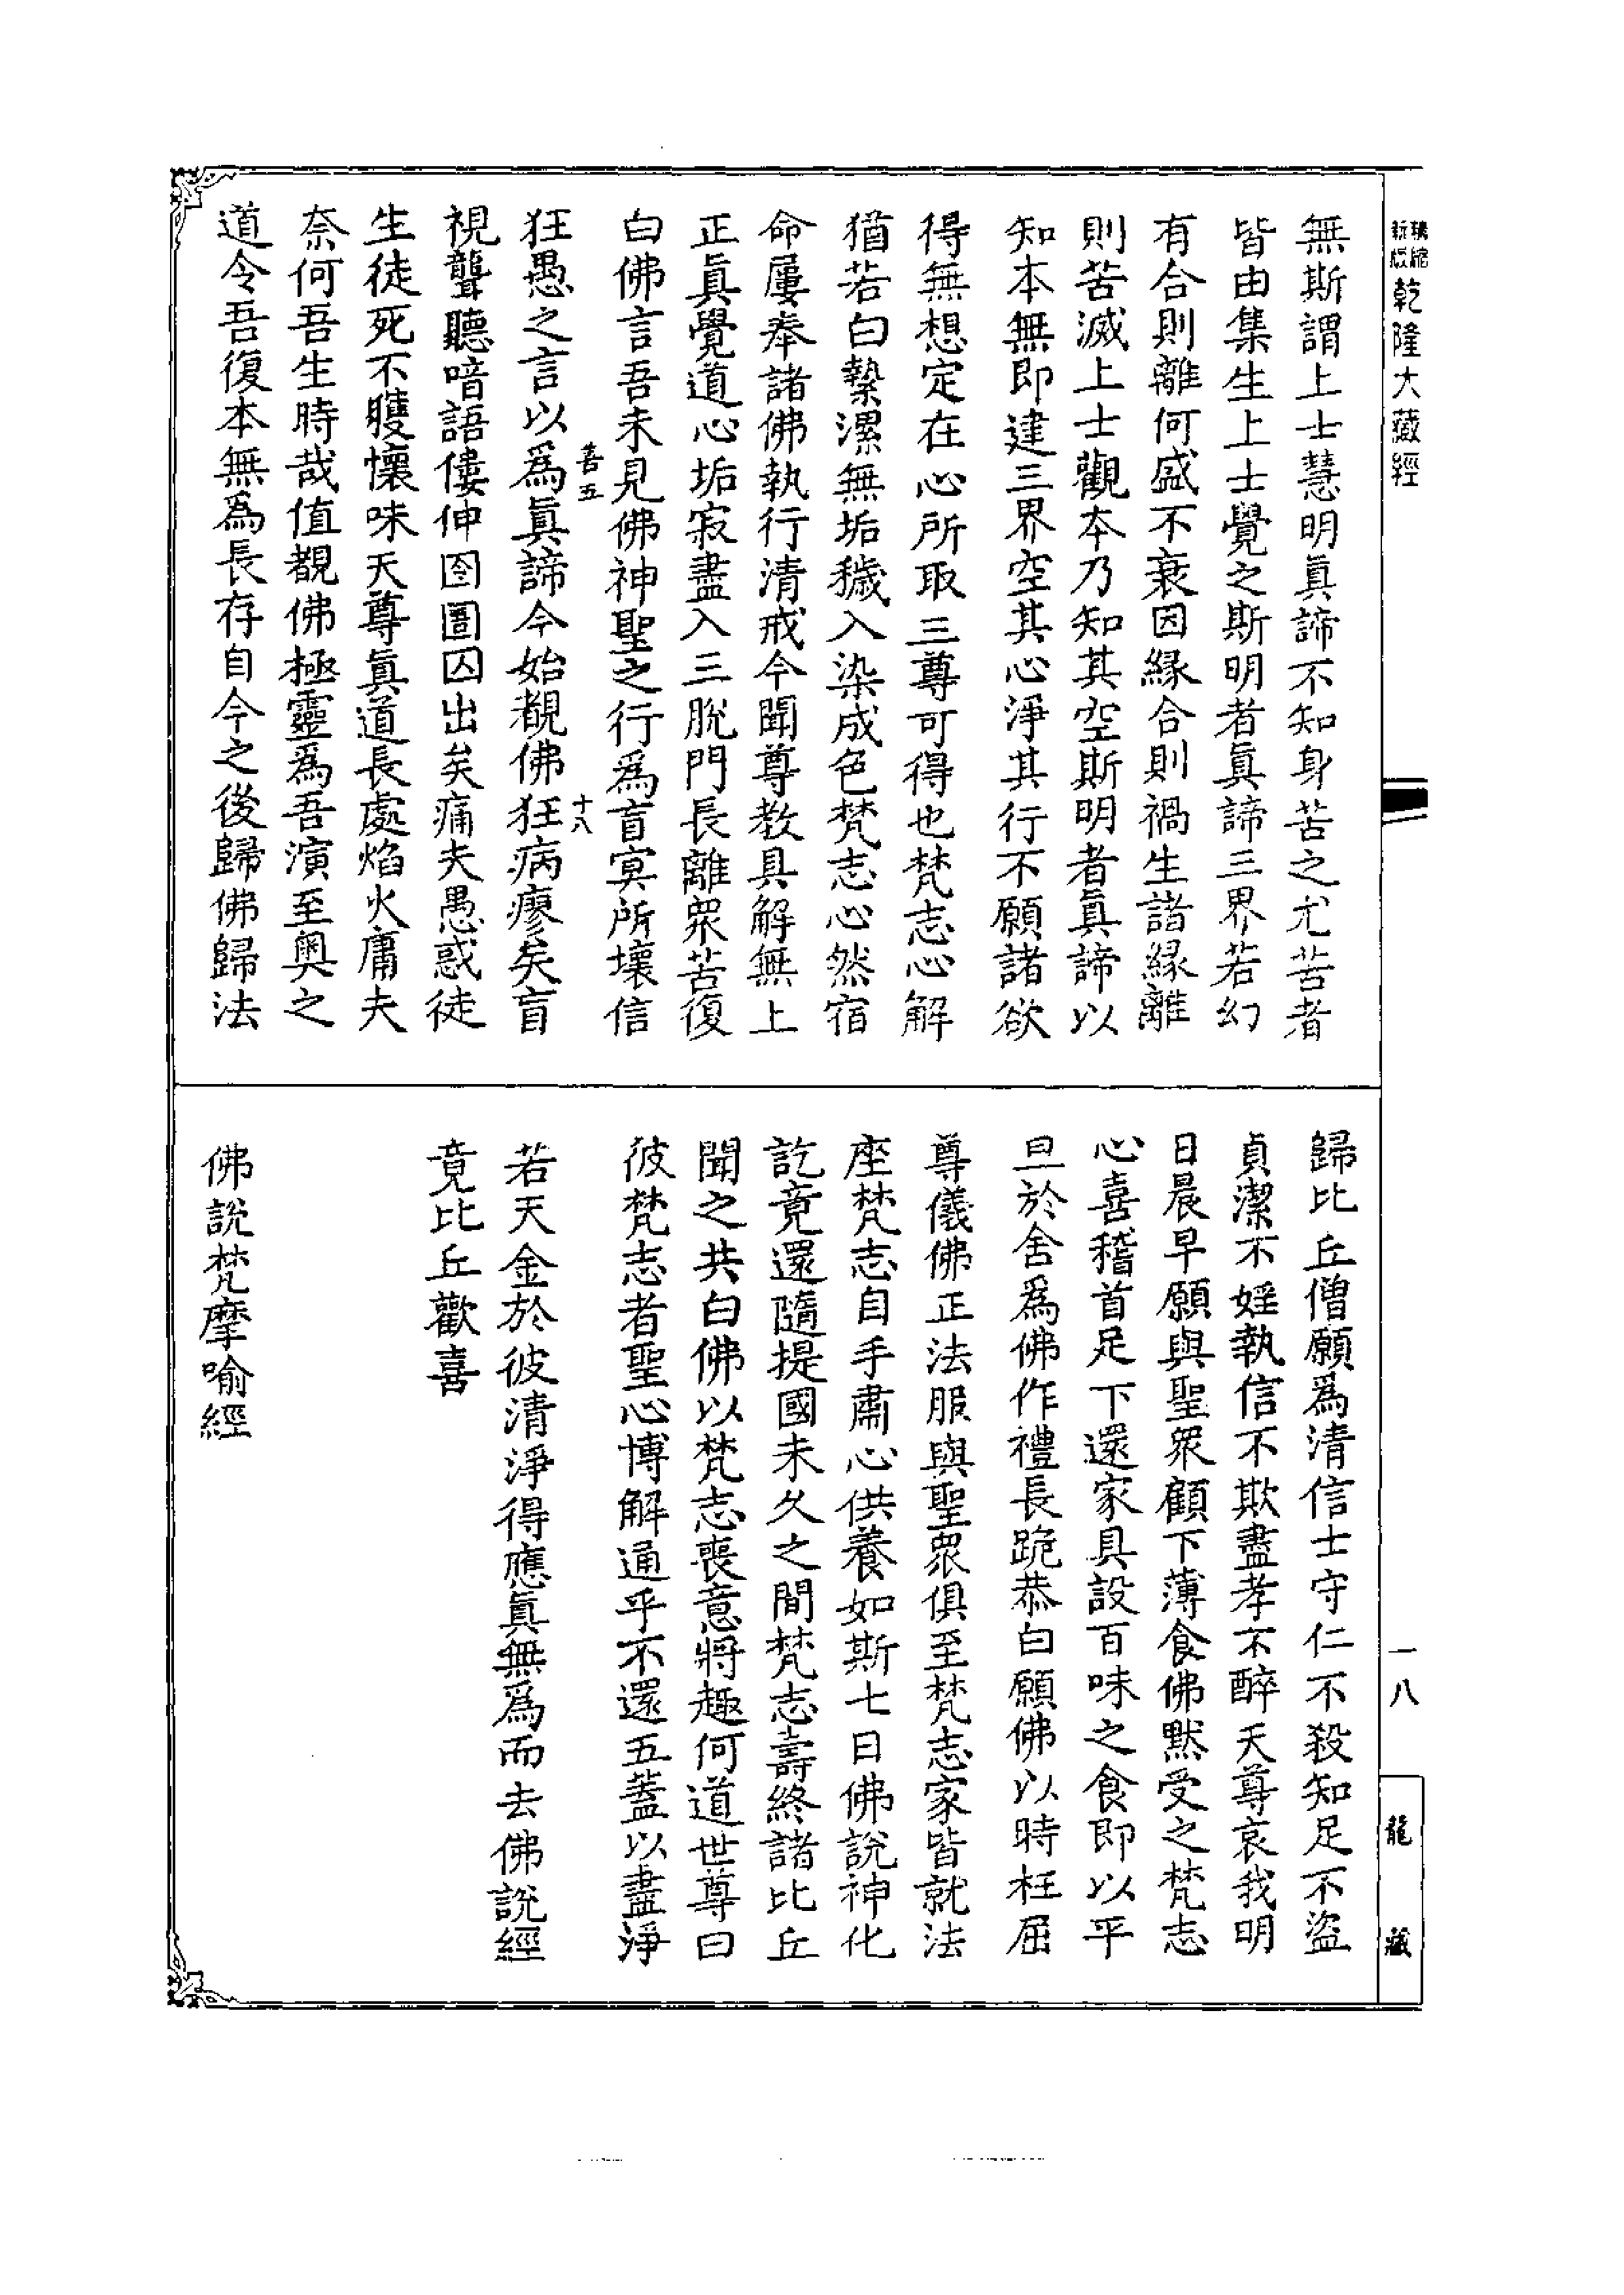 新版精縮乾隆大藏經
無斯謂上士慧明眞諦不知身苦之尤苦者
皆由集生上士覺之斯明者眞諦三界若幻
有合則離何盛不衰因緣合則禍生諸緣離
則苦滅上士觀本乃知其空斯明者眞諦以
知本無即建三界空其心淨其行不願諸欲
得無想定在心所取三尊可得也梵志心解
猶若白縶漯無垢穢入染成色梵志心然宿
命屢奉諸佛執行清戒今聞尊教具解無上
正眞覺道心垢寂盡入三脫門長離眾苦復
白佛言吾未見佛神聖之行爲盲冥所壞信
善五
十八
狂愚之言以爲眞諦今始覩佛狂病瘳矣盲
視聾聽喑語僂伸囹圄囚出矣痛夫愚惑徒
生徒死不矆懷味天尊眞道長處焰火庸夫
奈何吾生時哉值覩佛極靈爲吾演至奧之
道令吾復本無爲長存自今之後歸佛歸法
歸比丘僧願爲清信士守仁不殺知足不盜
貞潔不婬執信不欺盡孝不醉天尊哀我明
日晨早願與聖眾顧下薄食佛默受之梵志
心喜稽首足下還家具設百味之食即以平
旦於舍爲佛作禮長跪恭白願佛以時枉屈
尊儀佛正法服與聖眾俱至梵志家皆就法
座梵志自手肅心供養如斯七日佛說神化
訖竟還隨提國未久之間梵志壽終諸比丘
聞之共白佛以梵志喪意將趣何道世尊曰
彼梵志者聖心博解通乎不還五蓋以盡淨
若天金於彼清淨得應眞無爲而去佛說經
竟比丘歡喜
佛說梵摩喻經
一八
龍藏